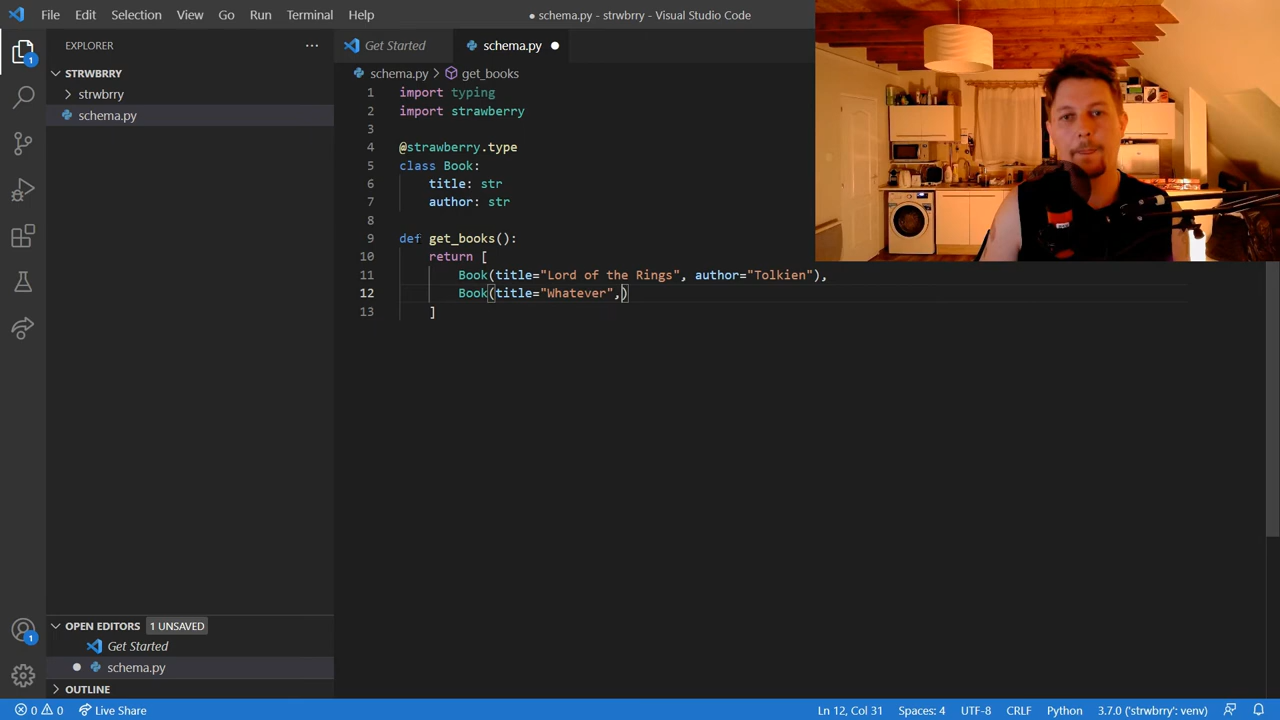 File Edit Selection View Go Run Terminal Help
● schema.py - strwbrry - Visual Studio Code
EXPLORER
Get Started
schema.py
STRWBRRY
strwbrry
schema.py
schema.py > get_books
1 import typing
2 import strawberry
3
4 @strawberry.type
5 class Book:
6 title: str
7 author: str
8
9 def get_books():
10 return [
11 Book(title="Lord of the Rings", author="Tolkien"),
12 Book(title="Whatever",)
13 ]
OPEN EDITORS 1 UNSAVED
Get Started
schema.py
OUTLINE
1
1
0 0 Live Share
Ln 12, Col 31 Spaces: 4 UTF-8 CRLF Python 3.7.0 ('strwbrry': venv)